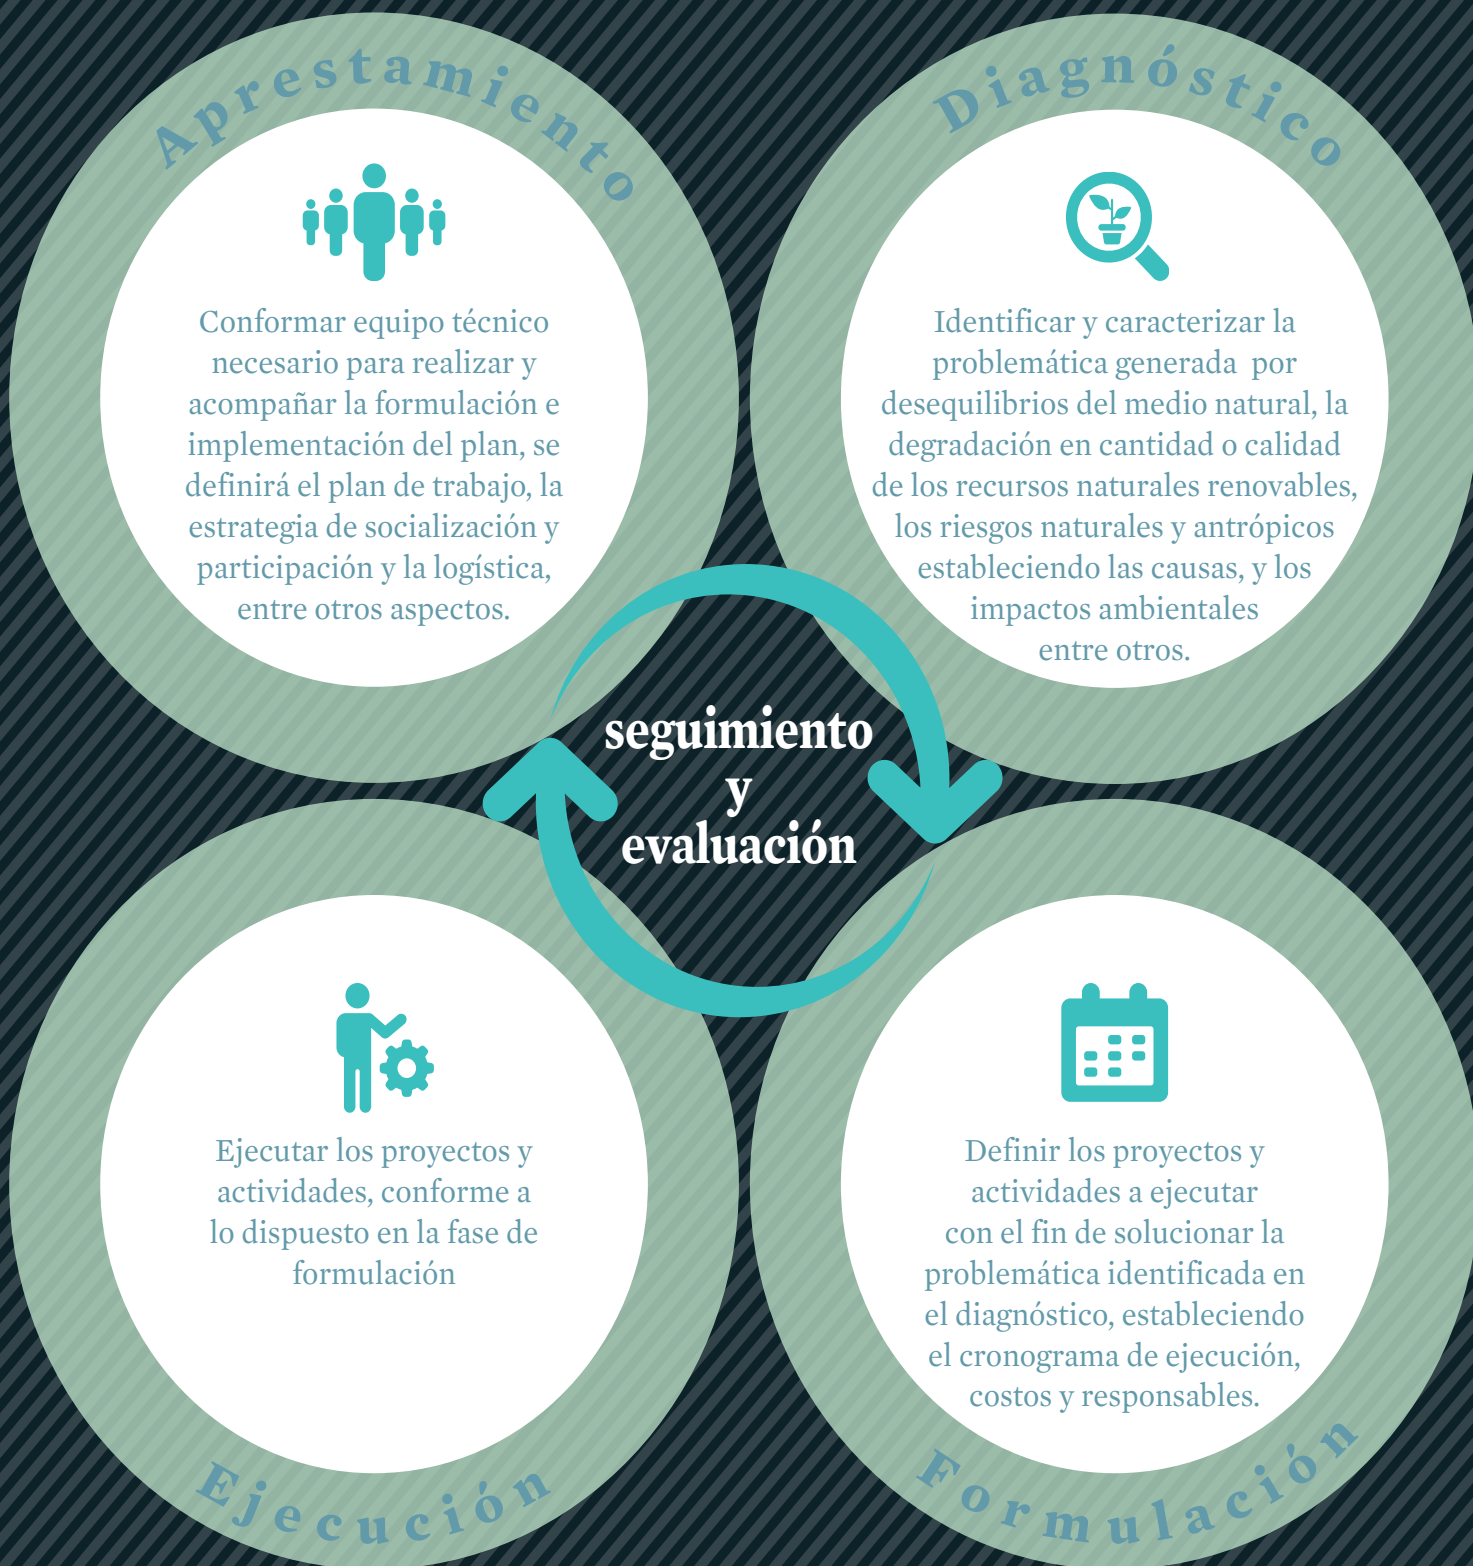 Aprestamiento
Conformar equipo técnico
necesario para realizar y
acompañar la formulación e
implementación del plan, se
definirá el plan de trabajo, la
estrategia de socialización y
participación y la logística,
entre otros aspectos.
Diagnóstico
Identificar y caracterizar la
problemática generada por
desequilibrios del medio natural, la
degradación en cantidad o calidad
de los recursos naturales renovables,
los riesgos naturales y antrópicos
estableciendo las causas, y los
impactos ambientales
entre otros.
seguimiento
y
evaluación
Ejecutar los proyectos y
actividades, conforme a
lo dispuesto en la fase de
formulación
Ejecución
Definir los proyectos y
actividades a ejecutar
con el fin de solucionar la
problemática identificada en
el diagnóstico, estableciendo
el cronograma de ejecución,
costos y responsables.
Formulación